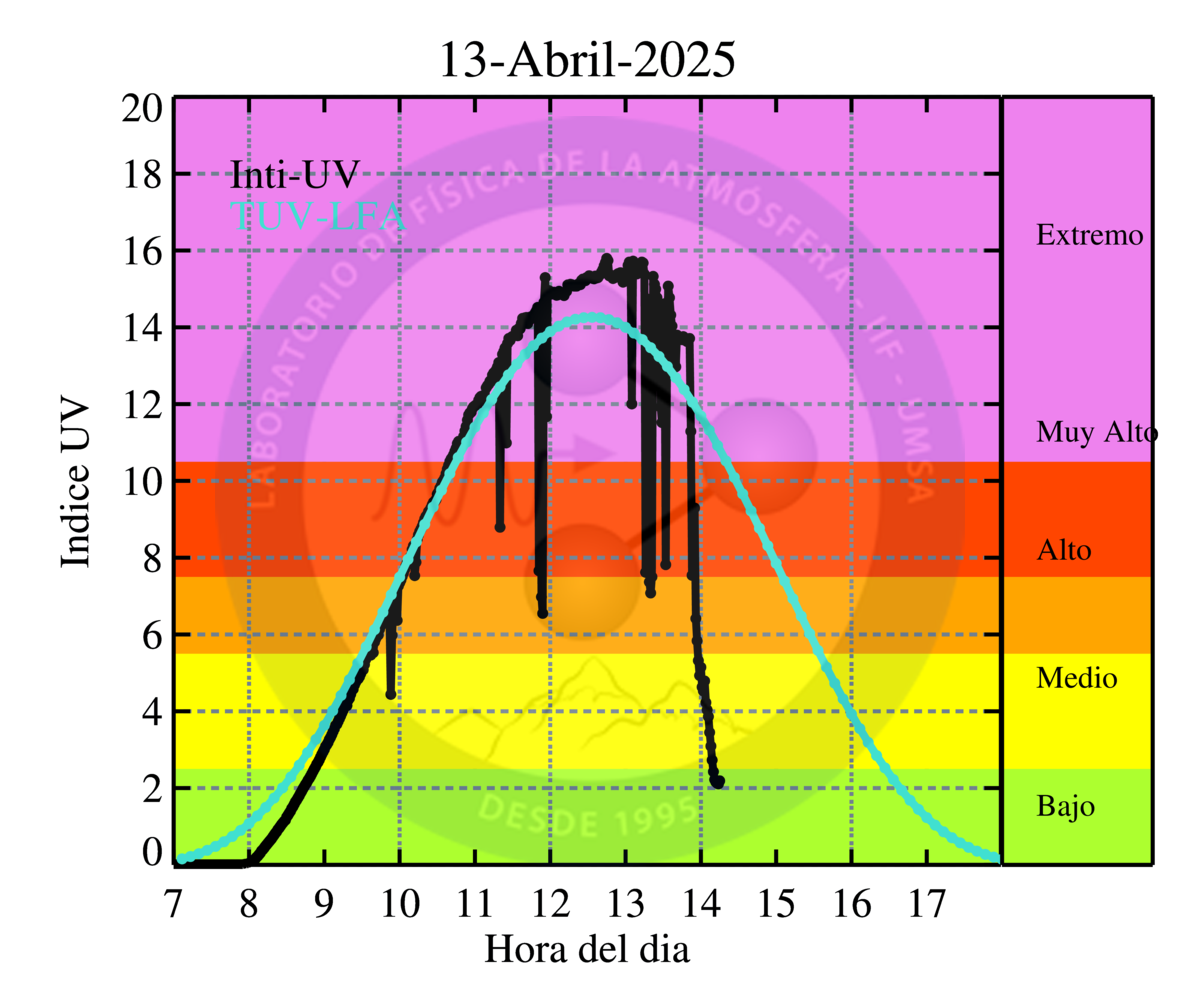 13-Abril-2025
20
18
16
14
12
10
8
6
4
2
0
Indice UV
Inti-UV
TUV-LFA
LABORATORIO DE FÍSICA DE LA ATMÓSFERA - IIF - UMSA
DESDE 1995
Extremo
Muy Alto
Alto
Medio
Bajo
7 8 9 10 11 12 13 14 15 16 17
Hora del dia